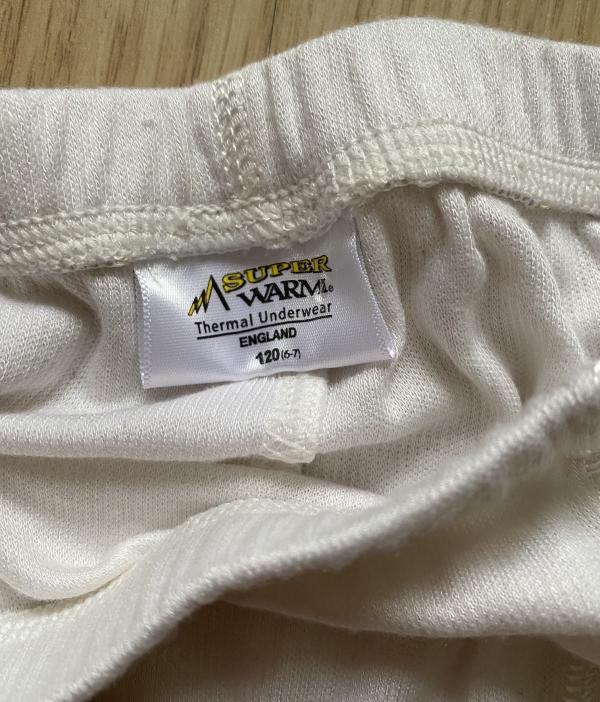 SUPER
WARM®
Thermal Underwear
ENGLAND
120 (6-7)